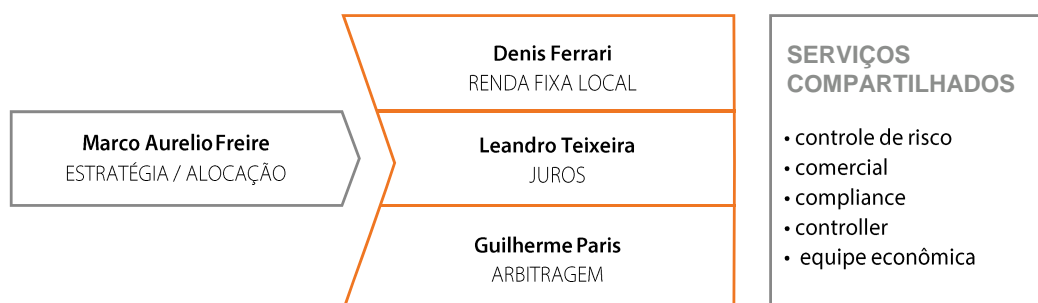 Marco Aurelio Freire
ESTRATÉGIA / ALOCAÇÃO
Denis Ferrari
RENDA FIXA LOCAL
Leandro Teixeira
JUROS
Guilherme Paris
ARBITRAGEM
SERVIÇOS
COMPARTILHADOS
• controle de risco
• comercial
• compliance
• controller
• equipe econômica